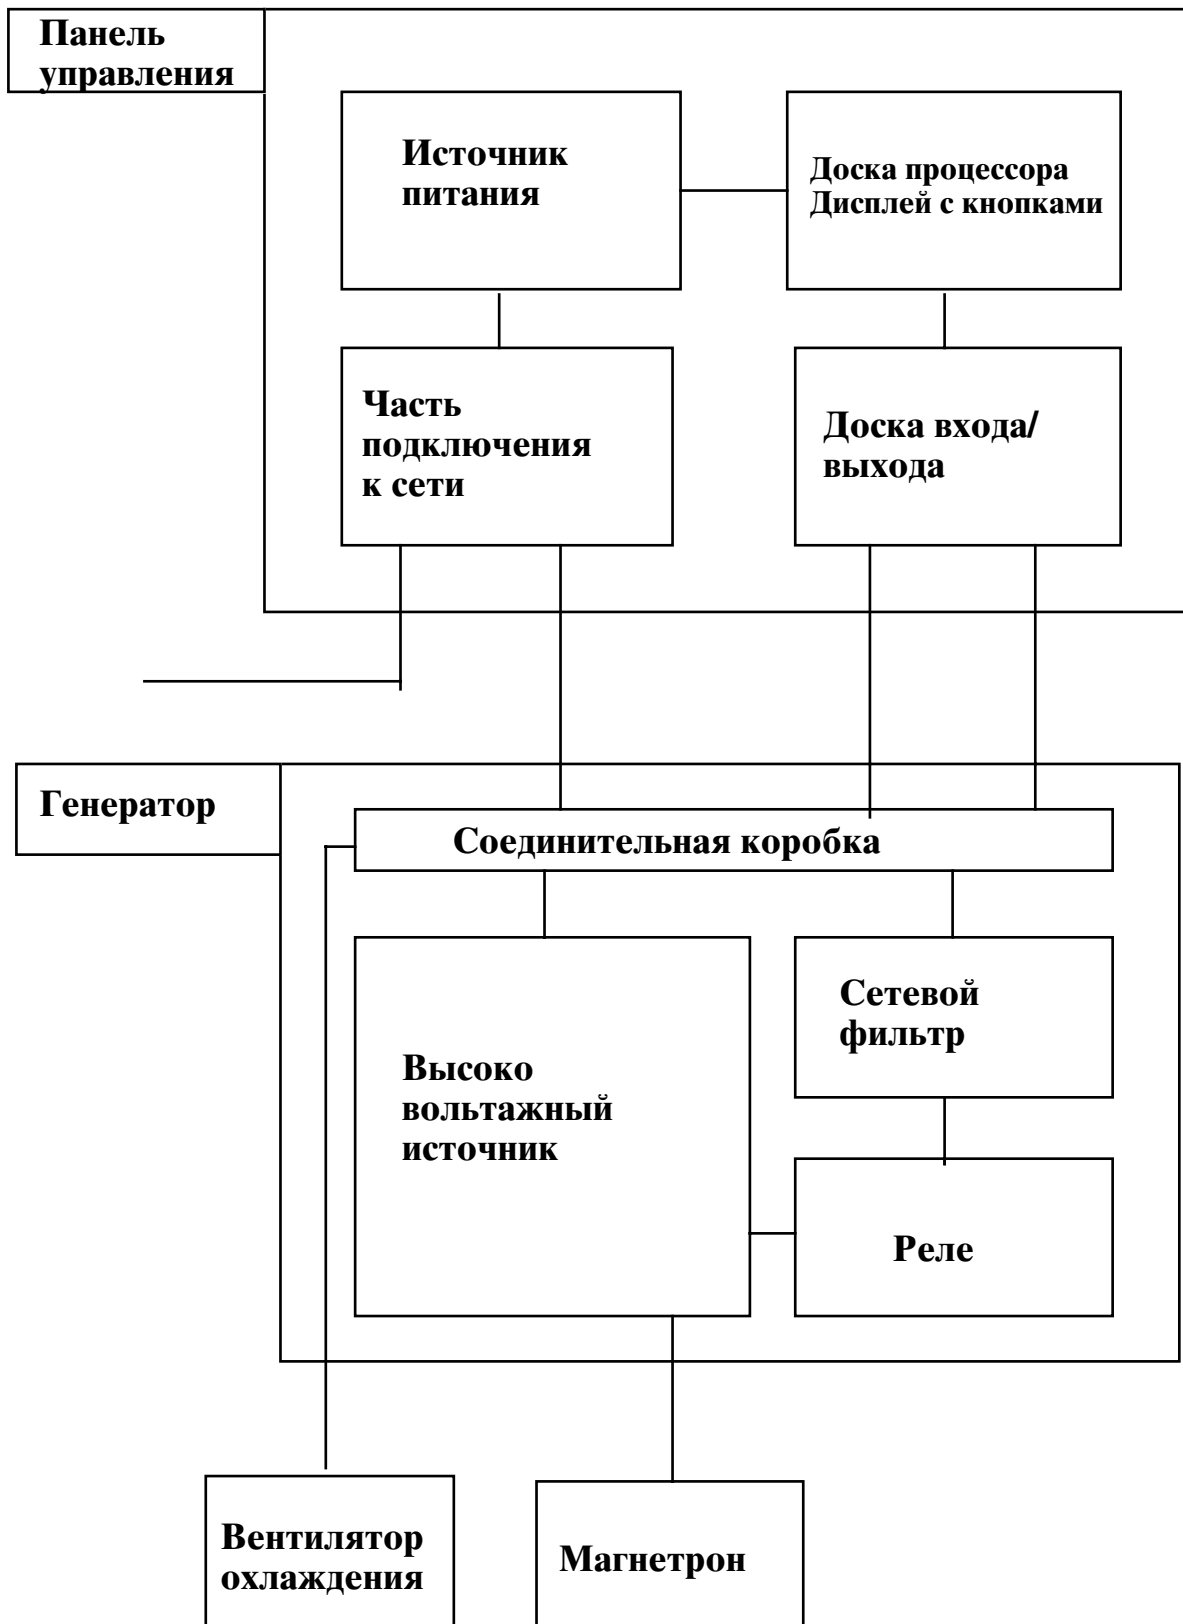 Панель
управления
Источник
питания
Доска процессора
Дисплей с кнопками
Часть
подключения
к сети
Доска входа/
выхода
Генератор
Соединительная коробка
Высоко
вольтажный
источник
Сетевой
фильтр
Реле
Вентилятор
охлаждения
Магнетрон